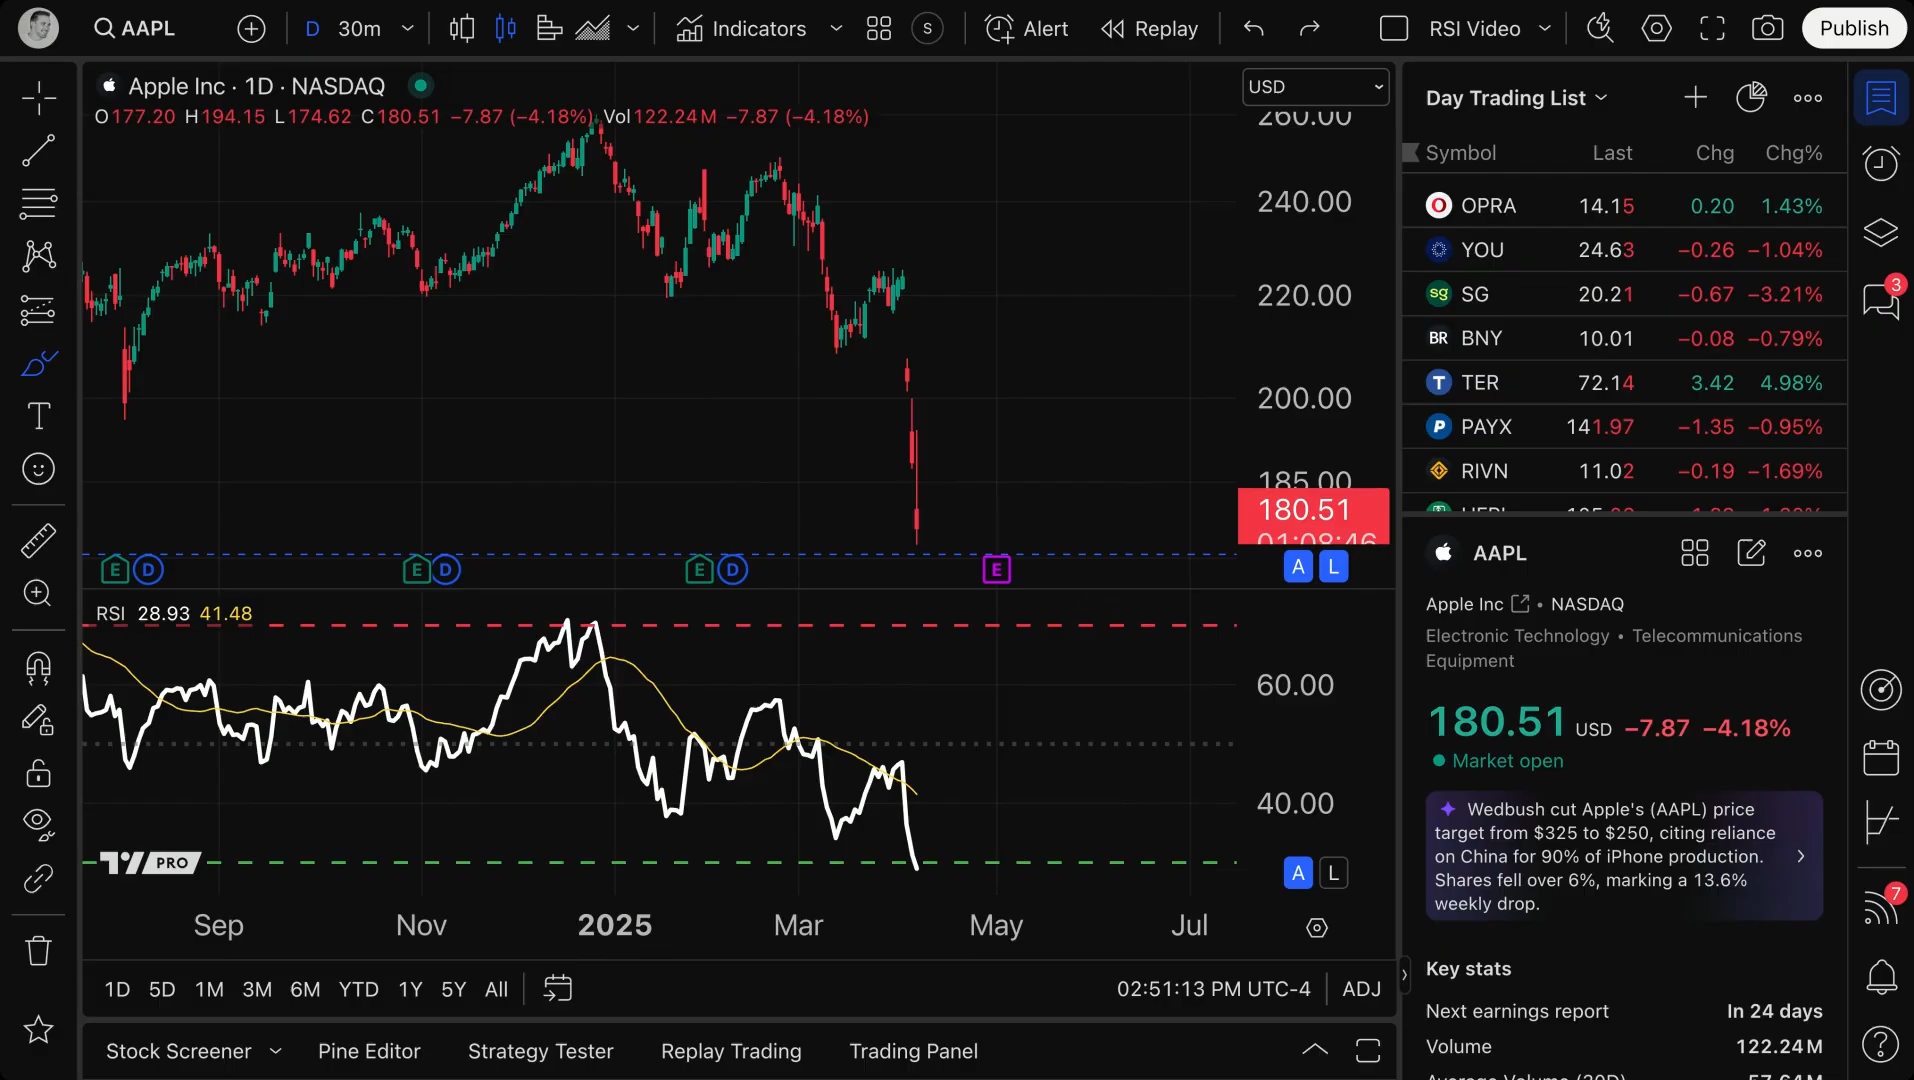 AAPL
D 30m
Indicators
S
Alert
Replay
RSI Video
Publish
Apple Inc · 1D · NASDAQ
O177.20 H194.15 L174.62 C180.51 −7.87 (−4.18%) Vol122.24M −7.87 (−4.18%)
USD
260.00
240.00
220.00
200.00
185.00
180.51
01:08:46
E D
E D
E D
E
A L
RSI 28.93 41.48
60.00
40.00
PRO
A L
Sep Nov 2025 Mar May Jul
1D 5D 1M 3M 6M YTD 1Y 5Y All
02:51:13 PM UTC-4 ADJ
Stock Screener Pine Editor Strategy Tester Replay Trading Trading Panel
Day Trading List
Symbol Last Chg Chg%
OPRA 14.15 0.20 1.43%
YOU 24.63 −0.26 −1.04%
sg SG 20.21 −0.67 −3.21%
BR BNY 10.01 −0.08 −0.79%
T TER 72.14 3.42 4.98%
P PAYX 141.97 −1.35 −0.95%
RIVN 11.02 −0.19 −1.69%
AAPL
Apple Inc • NASDAQ
Electronic Technology • Telecommunications
Equipment
180.51 USD −7.87 −4.18%
Market open
Wedbush cut Apple's (AAPL) price
target from $325 to $250, citing reliance
on China for 90% of iPhone production.
Shares fell over 6%, marking a 13.6%
weekly drop.
Key stats
Next earnings report In 24 days
Volume 122.24M
3
7